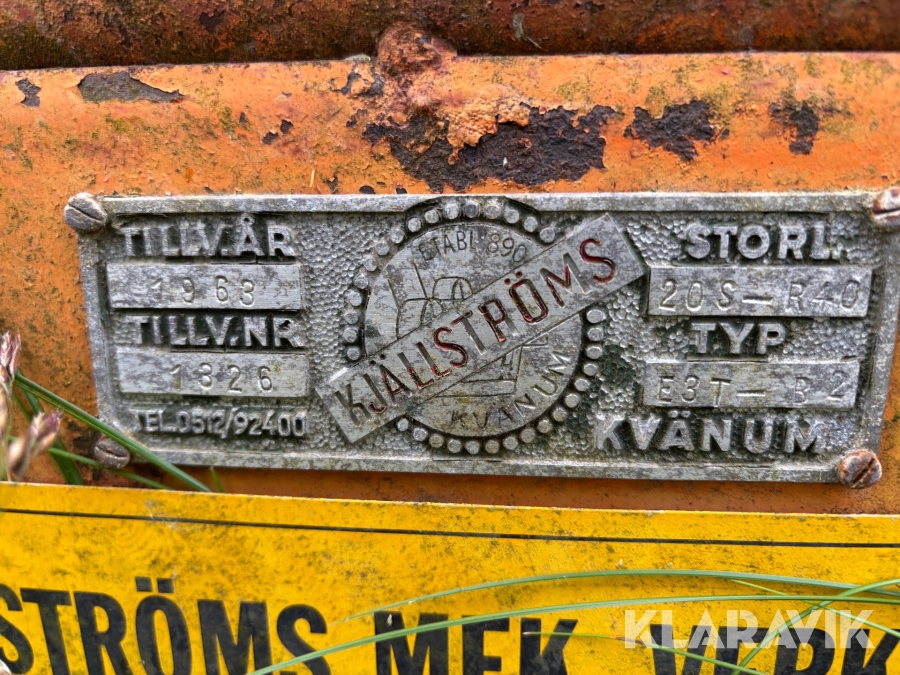 TILLV.ÅR
1963
TILLV.NR
1326
TEL.0512/92400
ETABL 1890
KJÄLLSTRÖMS
KVÄNUM
STORL.
20S-R40
TYP
E3T-B2
KVÄNUM
STRÖMS MEK. VERK
KLARAVIK